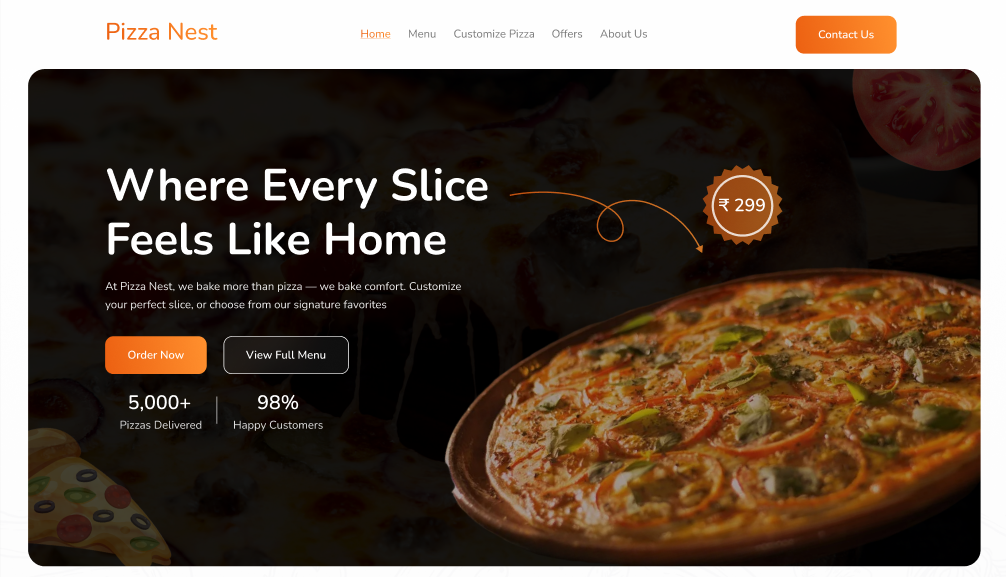 Pizza Nest
Home Menu Customize Pizza Offers About Us
Contact Us
Where Every Slice
Feels Like Home
₹ 299
At Pizza Nest, we bake more than pizza — we bake comfort. Customize
your perfect slice, or choose from our signature favorites
Order Now
View Full Menu
5,000+
Pizzas Delivered
98%
Happy Customers